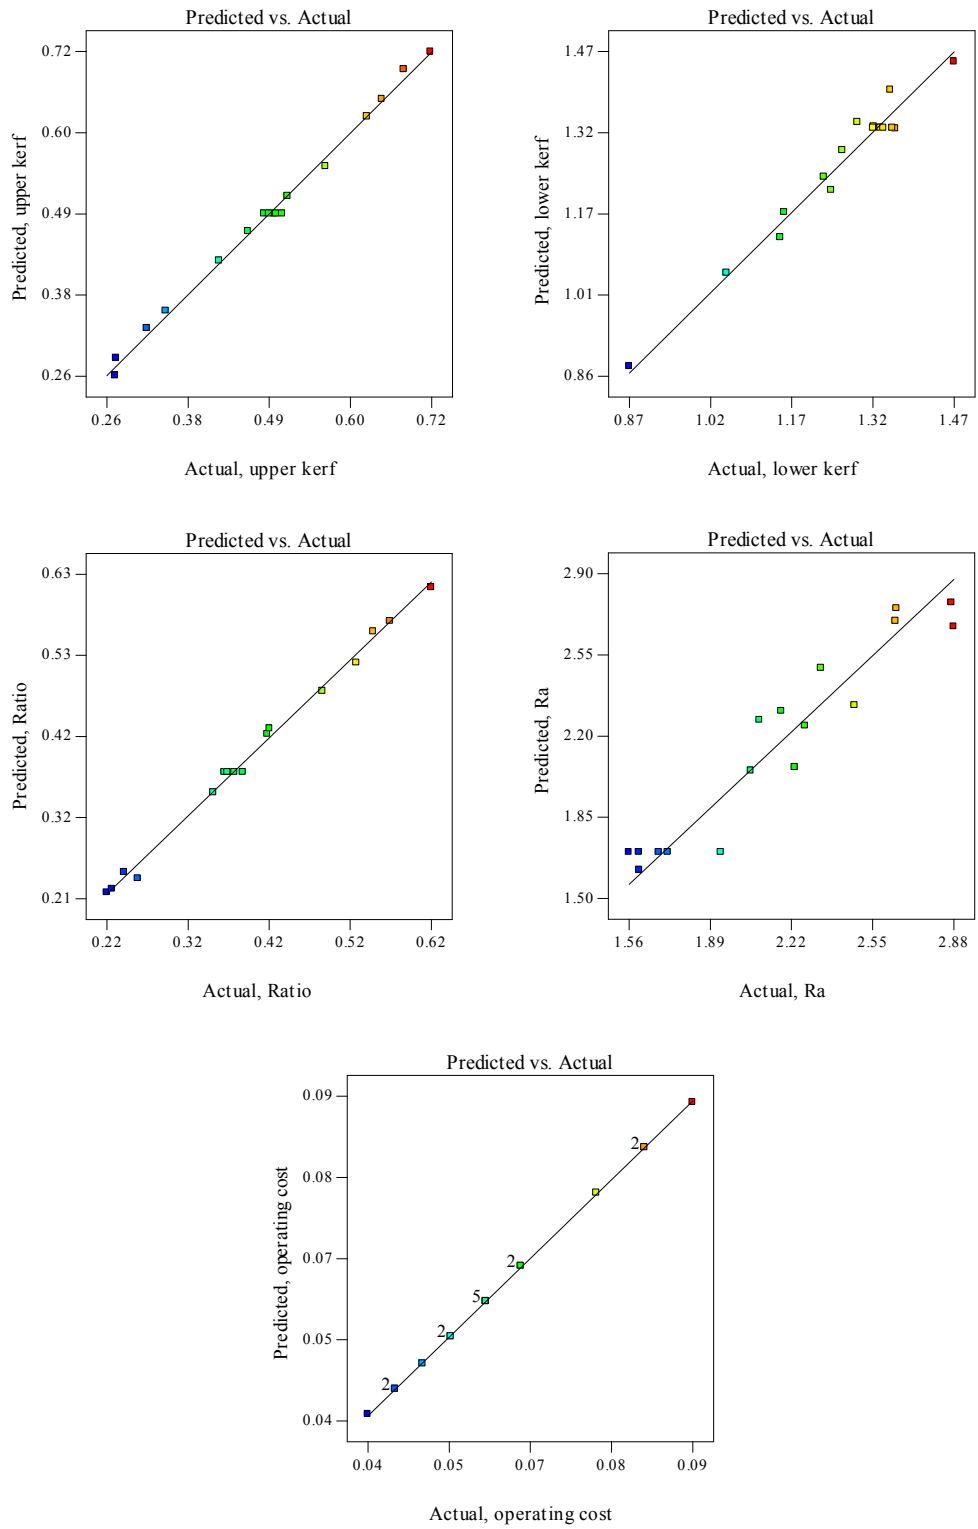 Predicted vs. Actual
0.72
0.60
0.49
0.38
0.26
Predicted, upper kerf
0.26 0.38 0.49 0.60 0.72
Actual, upper kerf
Predicted vs. Actual
1.47
1.32
1.17
1.01
0.86
Predicted, lower kerf
0.87 1.02 1.17 1.32 1.47
Actual, lower kerf
Predicted vs. Actual
0.63
0.53
0.42
0.32
0.21
Predicted, Ratio
0.22 0.32 0.42 0.52 0.62
Actual, Ratio
Predicted vs. Actual
2.90
2.55
2.20
1.85
1.50
Predicted, Ra
1.56 1.89 2.22 2.55 2.88
Actual, Ra
Predicted vs. Actual
0.09
0.08
0.07
0.05
0.04
Predicted, operating cost
2
2
5
2
2
0.04 0.05 0.07 0.08 0.09
Actual, operating cost